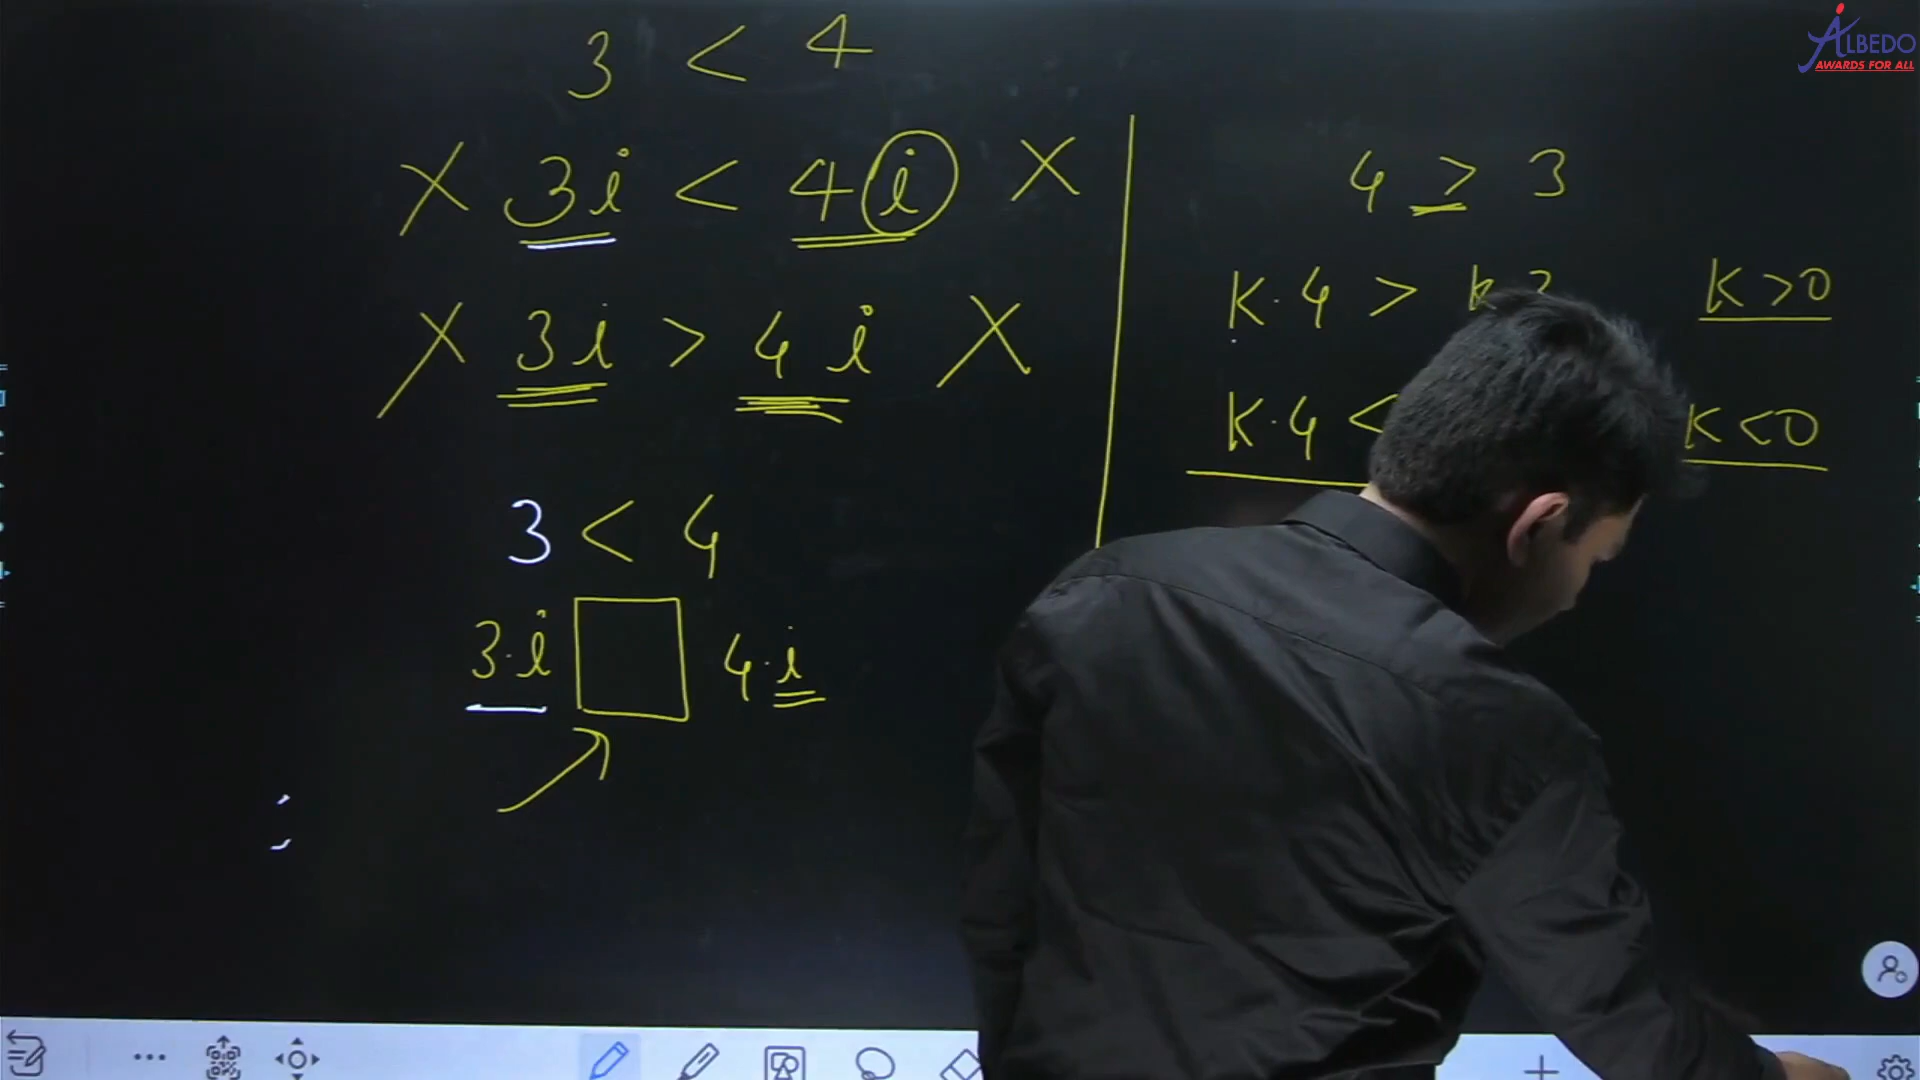 3 < 4
X 3i < 4i X
X 3i > 4i X
3 < 4
3·i □ 4·i
4 > 3
K·4 > K·3 K>0
K·4 < K<0
ALBEDO
AWARDS FOR ALL